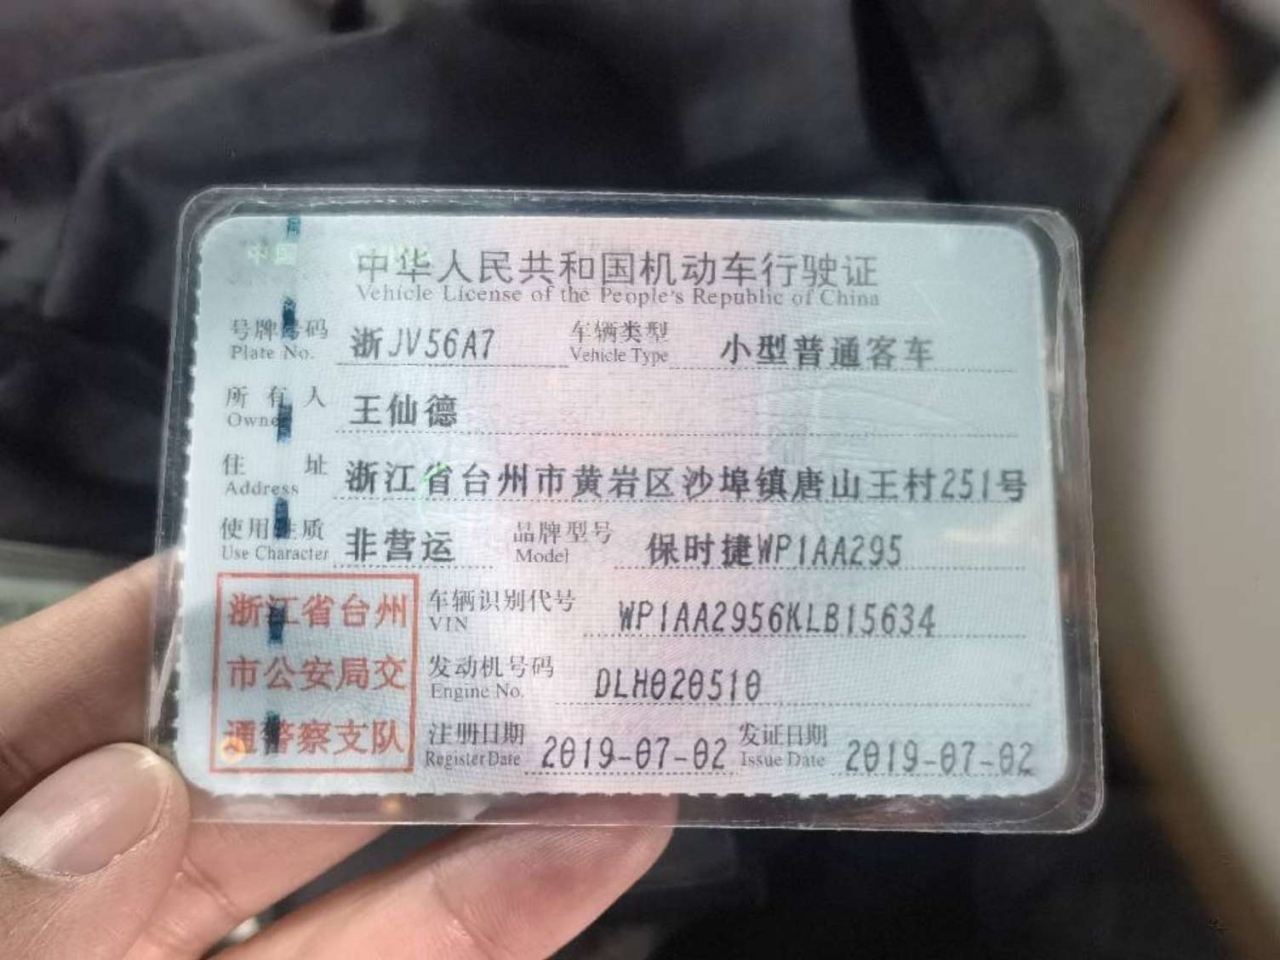 中国
中华人民共和国机动车行驶证
Vehicle License of the People's Republic of China
号牌号码 浙JV56A7 车辆类型 小型普通客车
Plate No. Vehicle Type
所有人 王仙德
Owner
住址 浙江省台州市黄岩区沙埠镇唐山王村251号
Address
使用性质 非营运 品牌型号 保时捷WP1AA295
Use Character Model
浙江省台州 车辆识别代号 WP1AA2956KLB15634
VIN
市公安局交 发动机号码 DLH020510
Engine No.
通警察支队 注册日期 2019-07-02 发证日期 2019-07-02
Register Date Issue Date